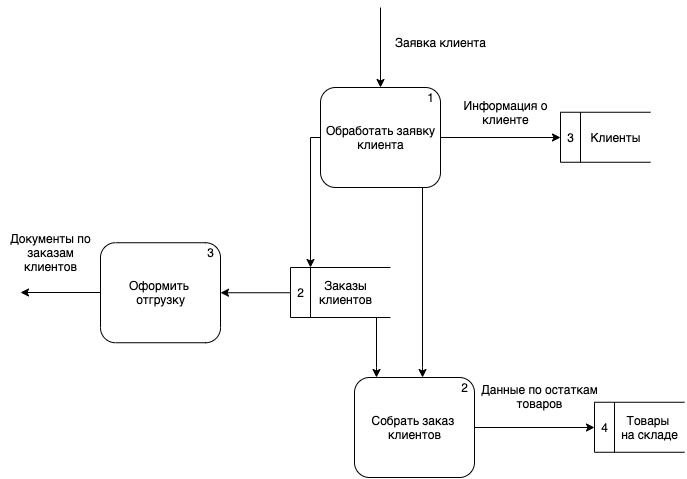 Заявка клиента
1
Обработать заявку
клиента
Информация о
клиенте
3
Клиенты
Документы по
заказам
клиентов
3
Оформить
отгрузку
2
Заказы
клиентов
2
Собрать заказ
клиентов
Данные по остаткам
товаров
4
Товары
на складе